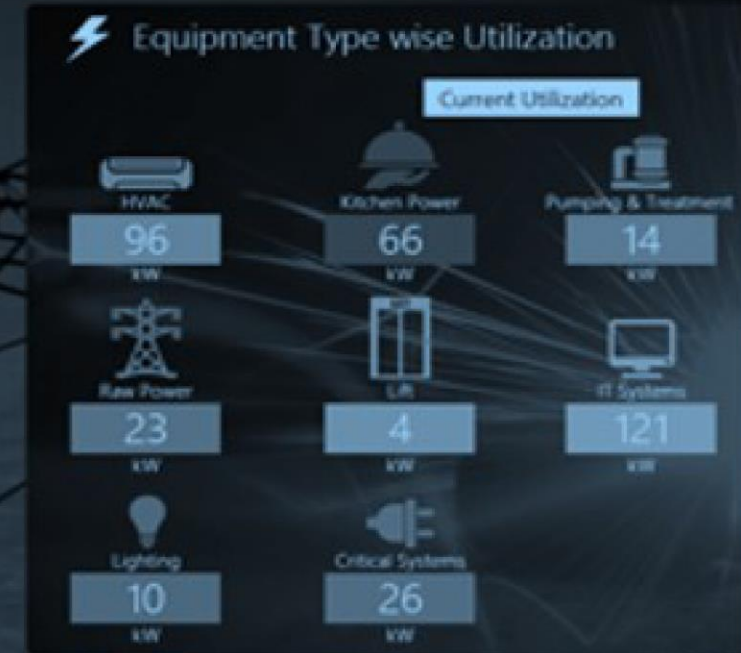 Equipment Type wise Utilization
Current Utilization
HVAC
96
kW
Kitchen Power
66
kW
Pumping & Treatment
14
kW
Raw Power
23
kW
Lift
4
kW
IT Systems
121
kW
Lighting
10
kW
Critical Systems
26
kW